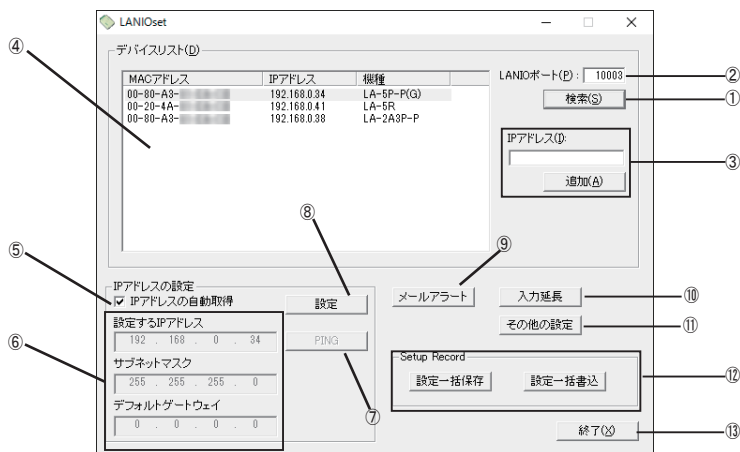 LANIOset
デバイスリスト(D)
④
MACアドレス IPアドレス 機種
00-80-A3- 192.168.0.34 LA-5P-P(G)
00-20-4A- 192.168.0.41 LA-5R
00-80-A3- 192.168.0.38 LA-2A3P-P
LANIOポート(P): 10003
②
検索(S)
①
IPアドレス(I):
③
追加(A)
⑧
⑨
⑤
IPアドレスの設定
IPアドレスの自動取得
設定
メールアラート
入力延長
⑩
設定するIPアドレス
192 . 168 . 0 . 34
PING
その他の設定
⑪
⑥
サブネットマスク
255 . 255 . 255 . 0
⑦
Setup Record
設定一括保存
設定一括書込
⑫
デフォルトゲートウェイ
0 . 0 . 0 . 0
終了(X)
⑬